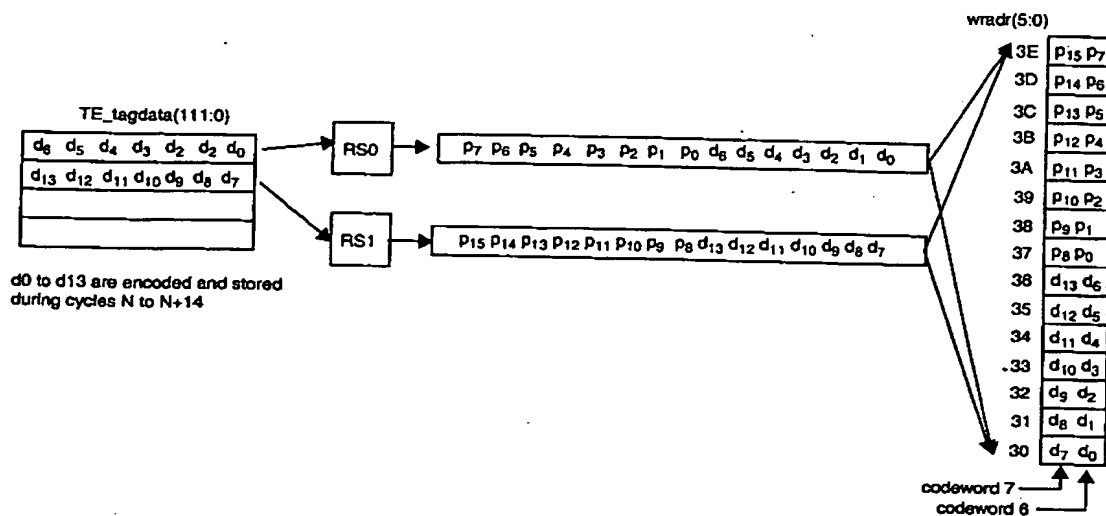 wradr(5:0)
TE_tagdata(111:0)
d6 d5 d4 d3 d2 d2 d0
d13 d12 d11 d10 d9 d8 d7
RS0
p7 p6 p5 p4 p3 p2 p1 p0 d6 d5 d4 d3 d2 d1 d0
RS1
p15 p14 p13 p12 p11 p10 p9 p8 d13 d12 d11 d10 d9 d8 d7
d0 to d13 are encoded and stored
during cycles N to N+14
3E p15 p7
3D p14 p6
3C p13 p5
3B p12 p4
3A p11 p3
39 p10 p2
38 p9 p1
37 p8 p0
36 d13 d6
35 d12 d5
34 d11 d4
33 d10 d3
32 d9 d2
31 d8 d1
30 d7 d0
codeword 7
codeword 6